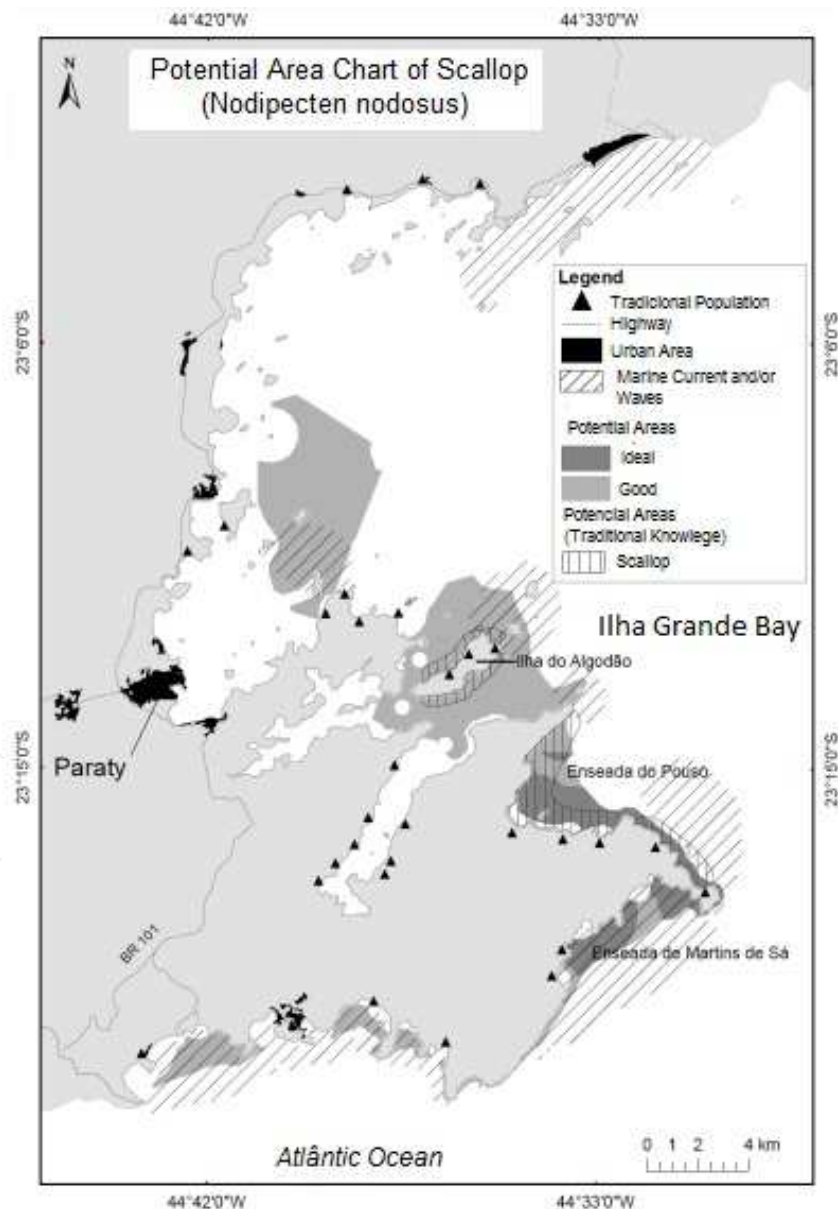 44°42'0"W
44°33'0"W
N
Potential Area Chart of Scallop
(Nodipecten nodosus)
Legend
Tradicional Population
Highway
Urban Area
Marine Current and/or
Waves
Potential Areas
Ideal
Good
Potencial Areas
(Traditional Knowlege)
Scallop
23°6'0"S
23°6'0"S
Ilha Grande Bay
Ilha do Algodão
Paraty
23°15'0"S
23°15'0"S
Enseada do Pouso
BR 101
Enseada de Martins de Sá
Atlântic Ocean
0 1 2 4 km
44°42'0"W
44°33'0"W